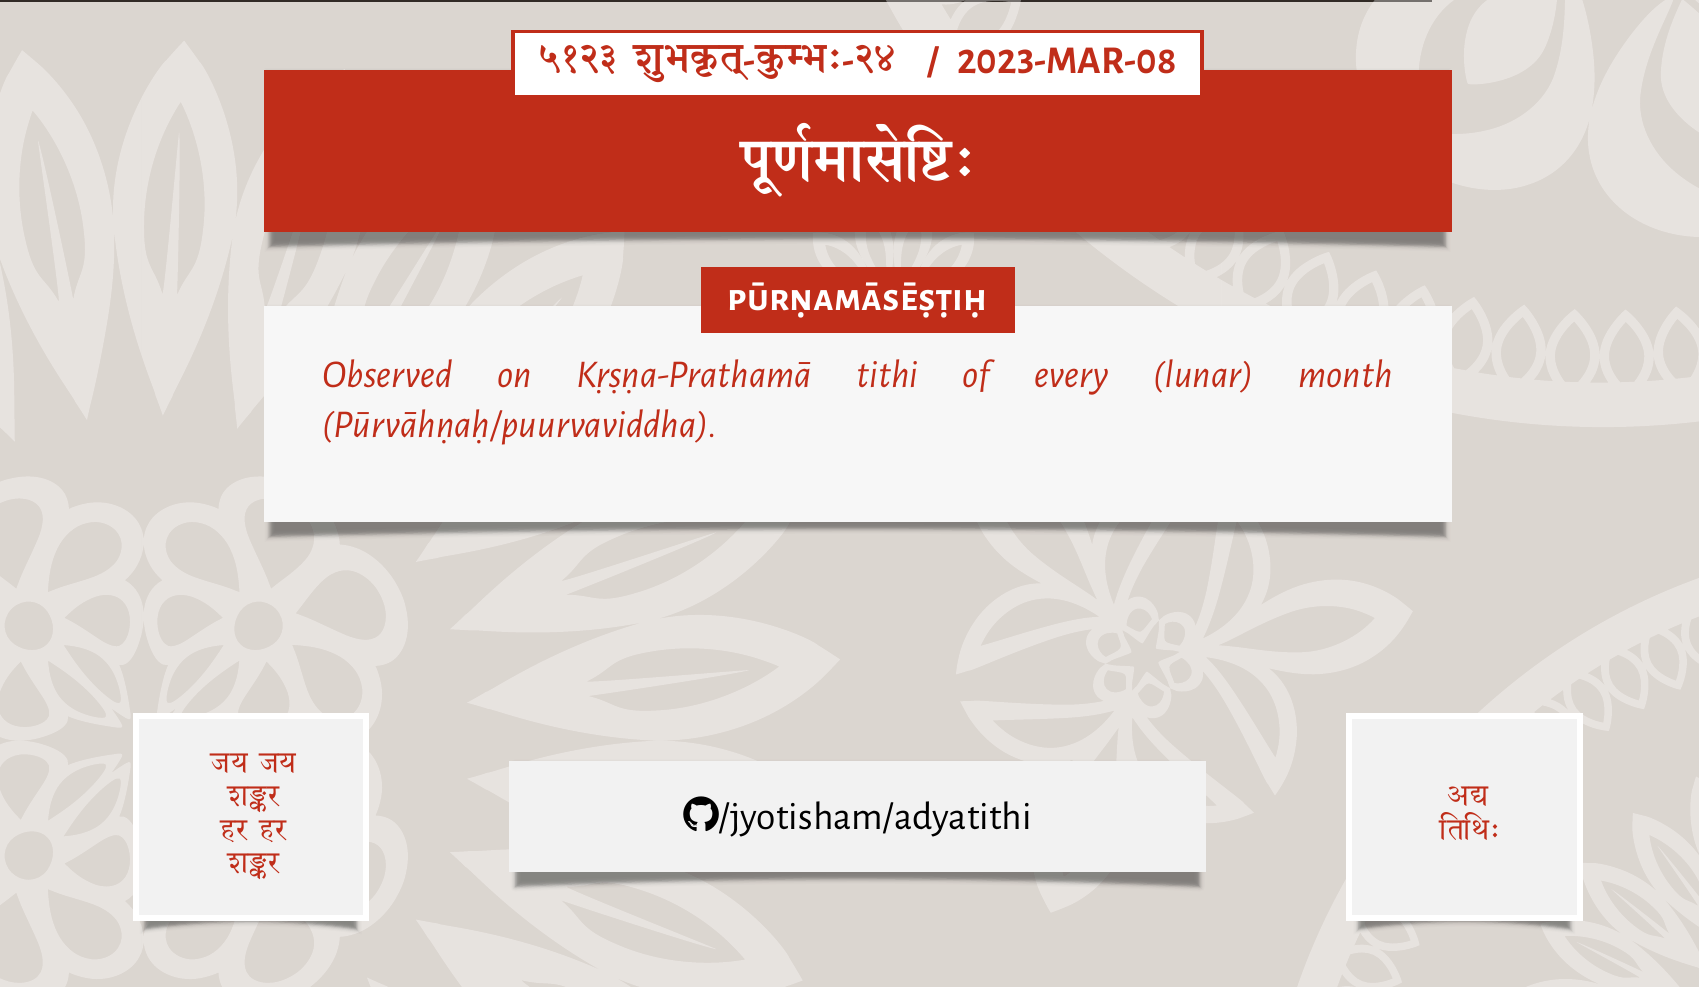 ५१२३ शुभकृत्-कुम्भः-२४ / 2023-MAR-08
पूर्णमासेष्टिः
PŪRṆAMĀSĒṢṬIḤ
Observed on Kṛṣṇa-Prathamā tithi of every (lunar) month
(Pūrvāhṇaḥ/puurvaviddha).
जय जय
शङ्कर
हर हर
शङ्कर
/jyotisham/adyatithi
अद्य
तिथिः